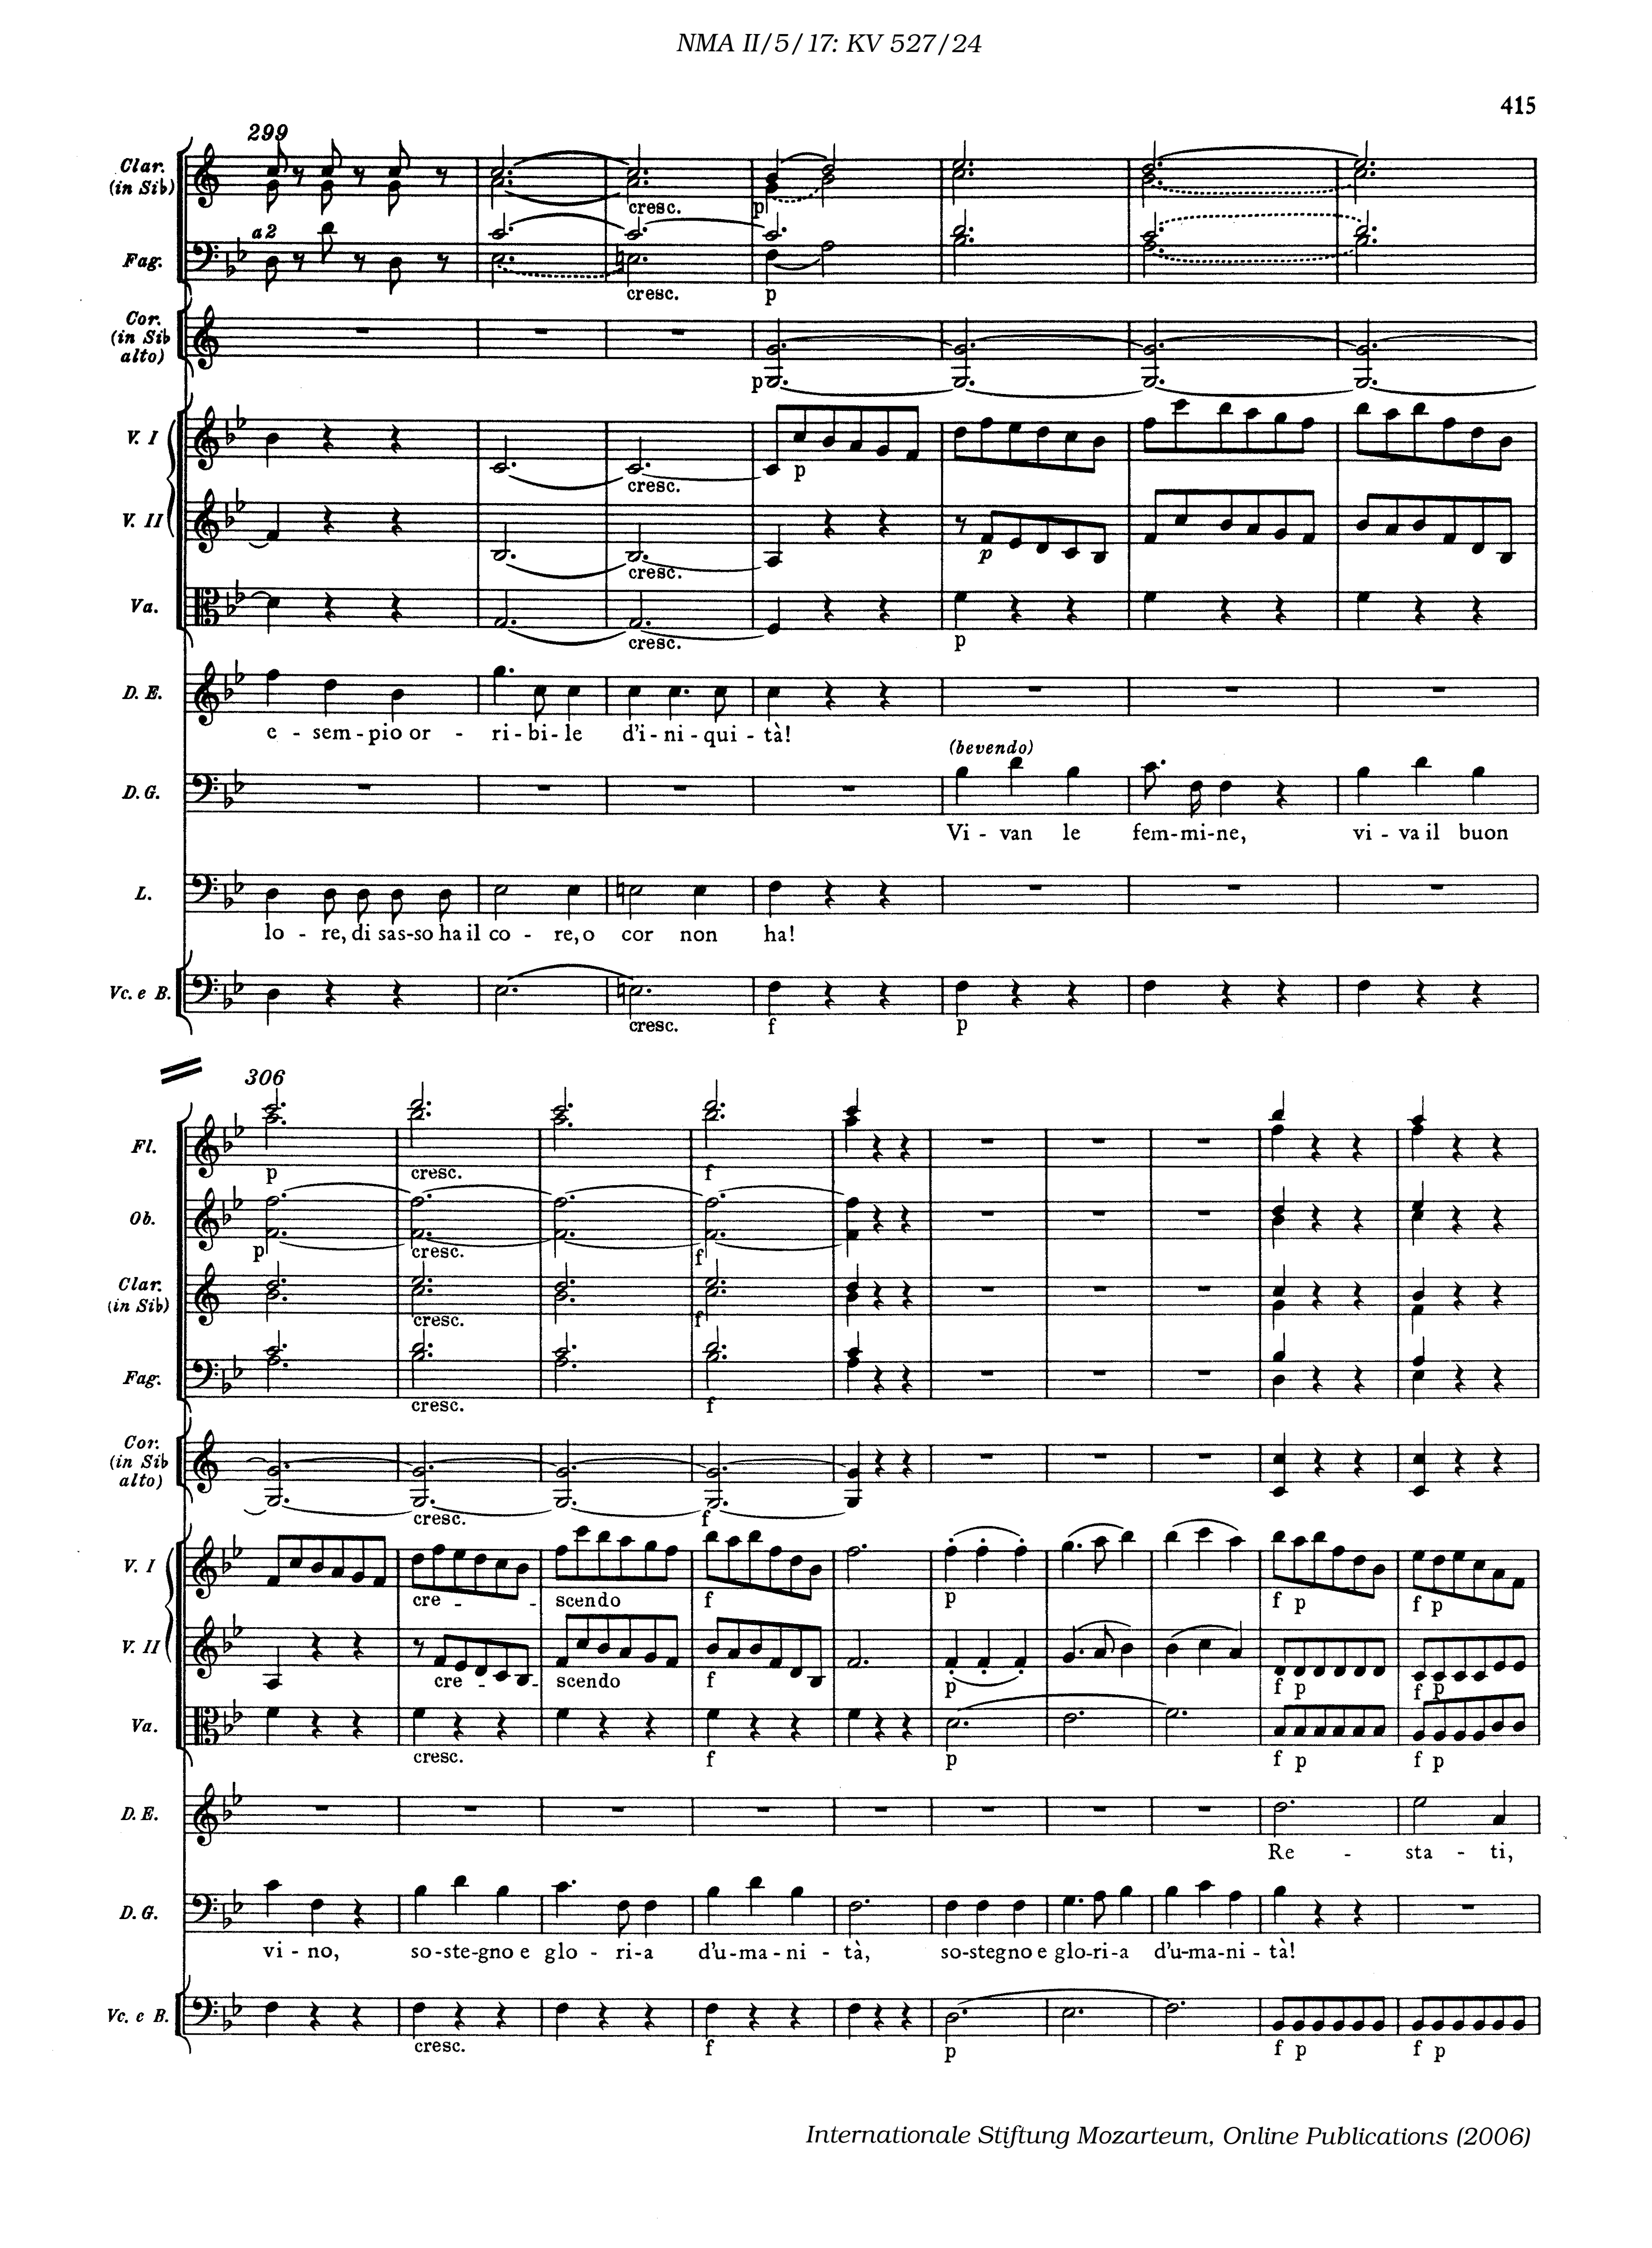 NMA II/5/17: KV 527/24
415
299
Clar.
(in Sib)
cresc.
p
a2
Fag.
cresc.
p
Cor.
(in Sib
alto)
p
V. I
p
cresc.
V. II
p
cresc.
Va.
cresc.
p
D. E.
e - sem - pio or - ri - bi - le d'i - ni - qui - tà!
(bevendo)
D. G.
Vi - van le fem - mi - ne, vi - va il buon
L.
lo - re, di sas - so ha il co - re, o cor non ha!
Vc. e B.
cresc. f p
306
Fl.
p cresc. f
Ob.
p cresc. f
Clar.
(in Sib)
cresc. f
Fag.
cresc. f
Cor.
(in Sib
alto)
cresc. f
V. I
cre - - scendo f p f p f p
V. II
cre - - scendo f p f p f p
Va.
cresc. f p f p f p
D. E.
Re - sta - ti,
D. G.
vi - no, so - ste - gno e glo - ri - a d'u - ma - ni - tà, so - stegno e glo - ri - a d'u - ma - ni - tà!
Vc. e B.
cresc. f p f p f p
Internationale Stiftung Mozarteum, Online Publications (2006)